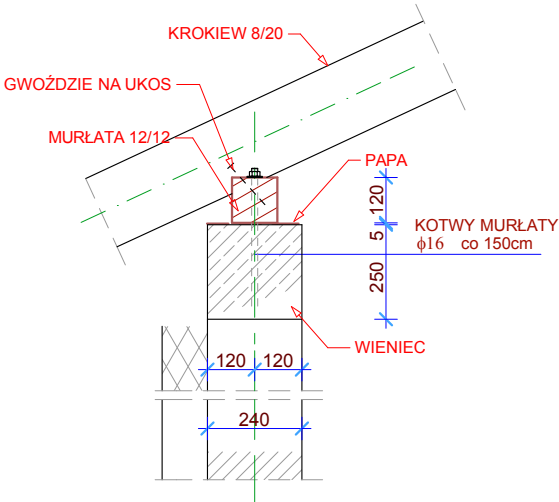 KROKIEW 8/20
GWOŹDZIE NA UKOS
MURŁATA 12/12
PAPA
120
KOTWY MURŁATY
ϕ16 co 150cm
5
250
WIENIEC
120
120
240